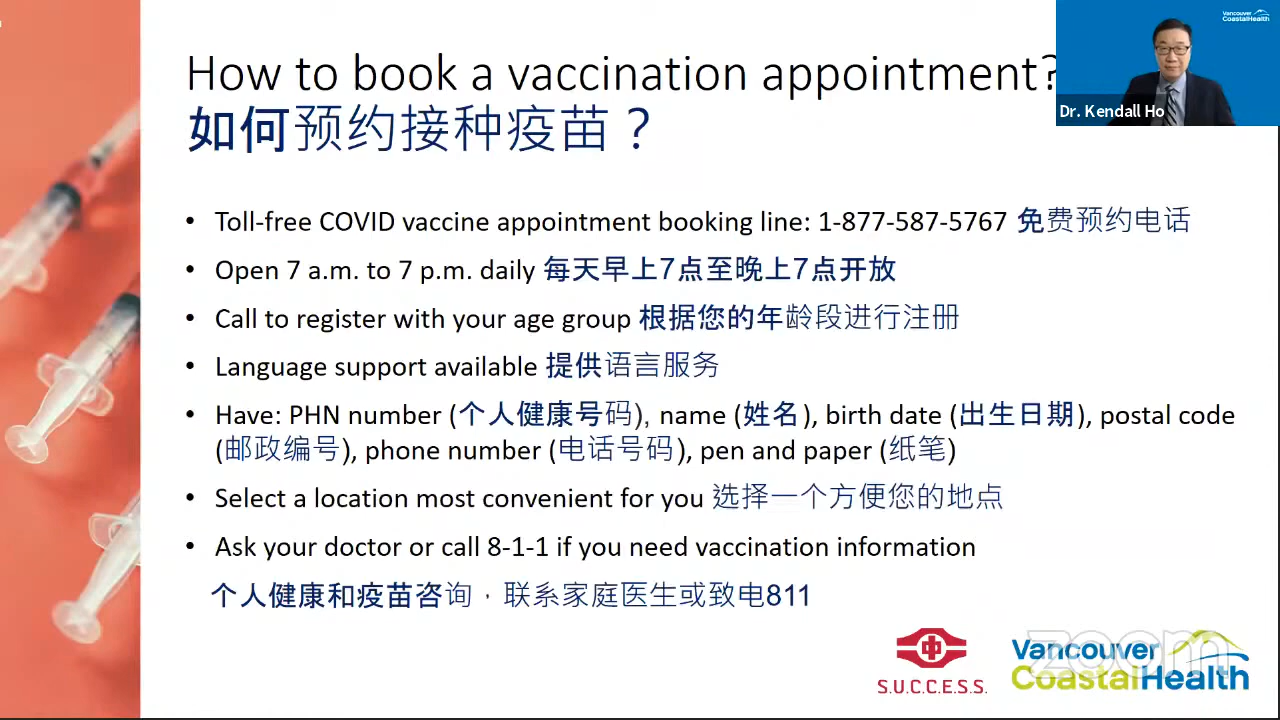 How to book a vaccination appointment?
如何预约接种疫苗？
Vancouver
CoastalHealth
Dr. Kendall Ho
• Toll-free COVID vaccine appointment booking line: 1-877-587-5767 免费预约电话
• Open 7 a.m. to 7 p.m. daily 每天早上7点至晚上7点开放
• Call to register with your age group 根据您的年龄段进行注册
• Language support available 提供语言服务
• Have: PHN number (个人健康号码), name (姓名), birth date (出生日期), postal code
(邮政编号), phone number (电话号码), pen and paper (纸笔)
• Select a location most convenient for you 选择一个方便您的地点
• Ask your doctor or call 8-1-1 if you need vaccination information
个人健康和疫苗咨询，联系家庭医生或致电811
中
S.U.C.C.E.S.S.
Vancouver
CoastalHealth
zoom